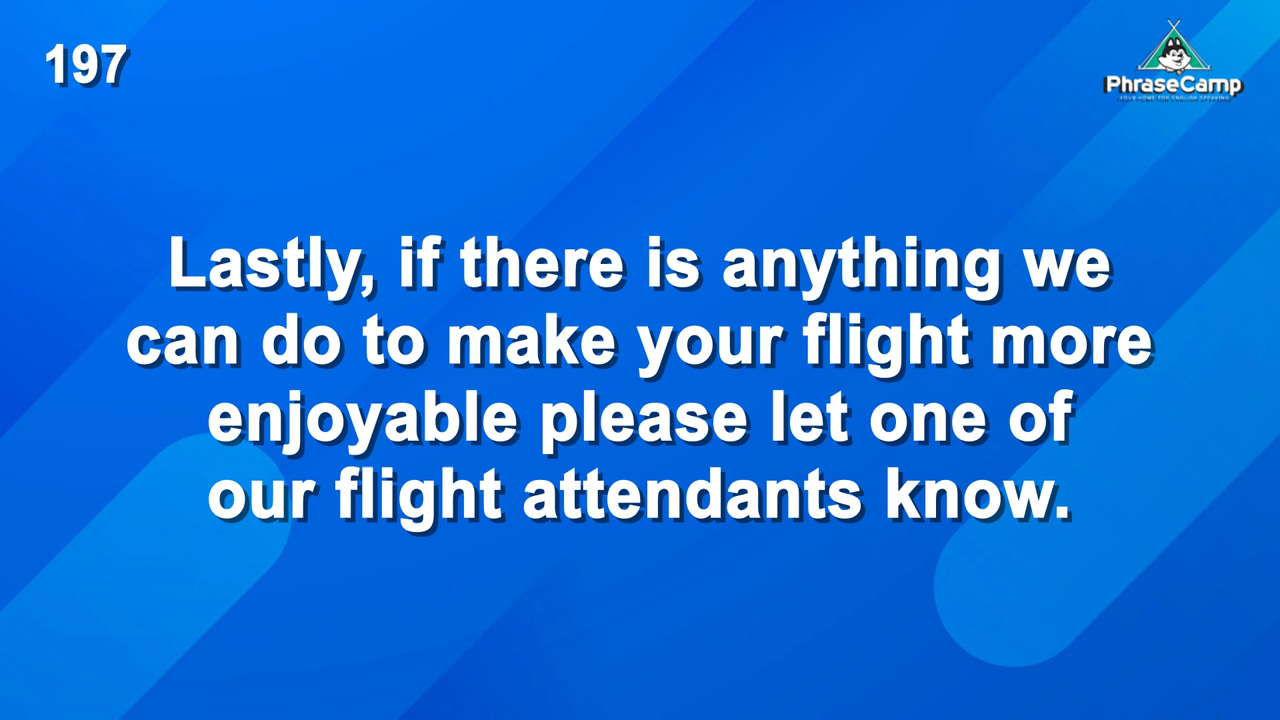 197
PhraseCamp
YOUR HOME FOR ENGLISH SPEAKING
Lastly, if there is anything we
can do to make your flight more
enjoyable please let one of
our flight attendants know.